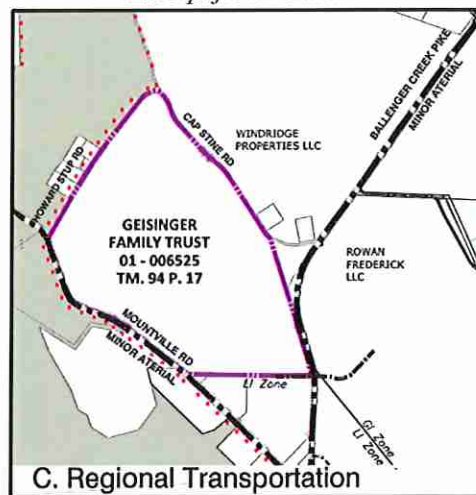 BALLENGER CREEK PIKE
MINOR ATERIAL
CAP STINE RD
WINDRIDGE
PROPERTIES LLC
HOWARD STUP RD
GEISINGER
FAMILY TRUST
01 - 006525
TM. 94 P. 17
ROWAN
FREDERICK
LLC
MOUNTVILLE RD
MINOR ATERIAL
LI Zone
GI Zone
LI Zone
C. Regional Transportation